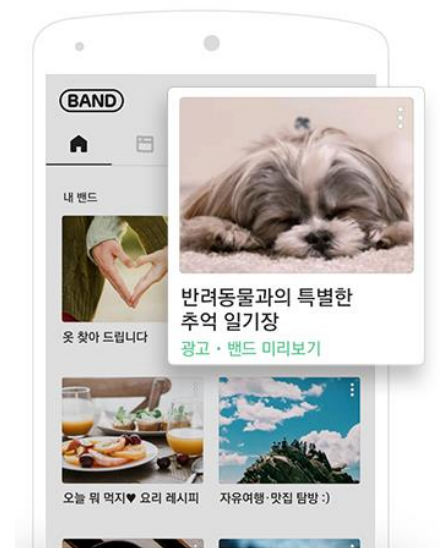 BAND
내 밴드
반려동물과의 특별한
추억 일기장
광고 · 밴드 미리보기
옷 찾아 드립니다
오늘 뭐 먹지♥ 요리 레시피
자유여행·맛집 탐방 :)